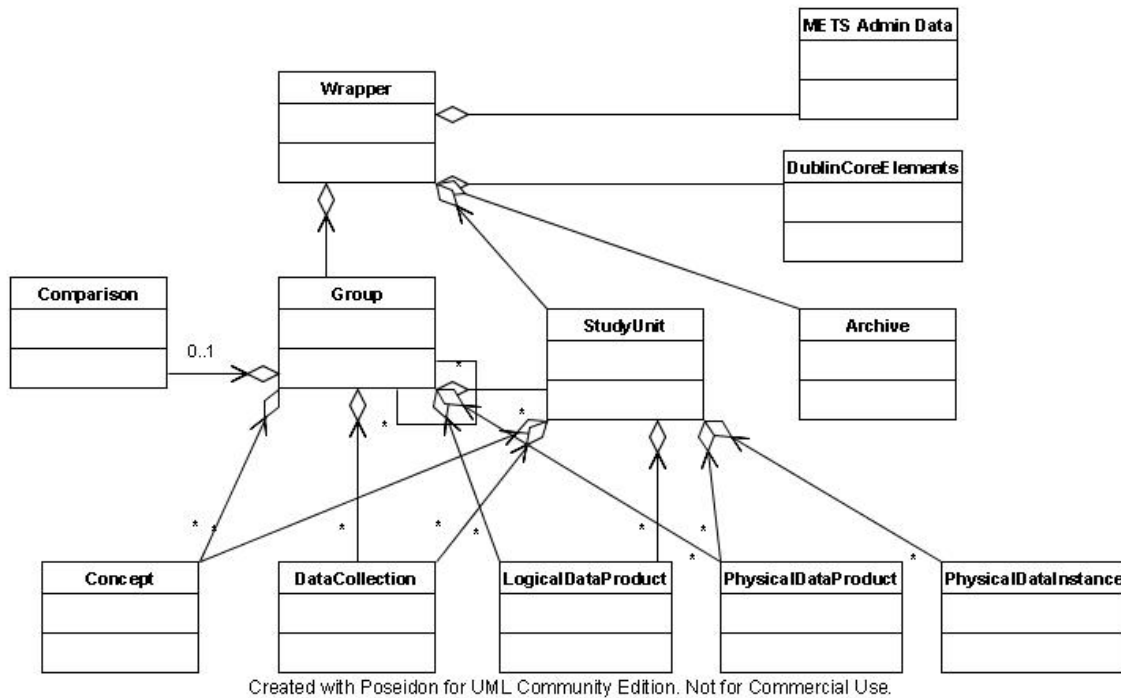 METS Admin Data
Wrapper
DublinCoreElements
Comparison
Group
StudyUnit
Archive
0..1
*
*
*
* *
*
*
*
*
*
*
Concept
DataCollection
LogicalDataProduct
PhysicalDataProduct
PhysicalDataInstance
Created with Poseidon for UML Community Edition. Not for Commercial Use.